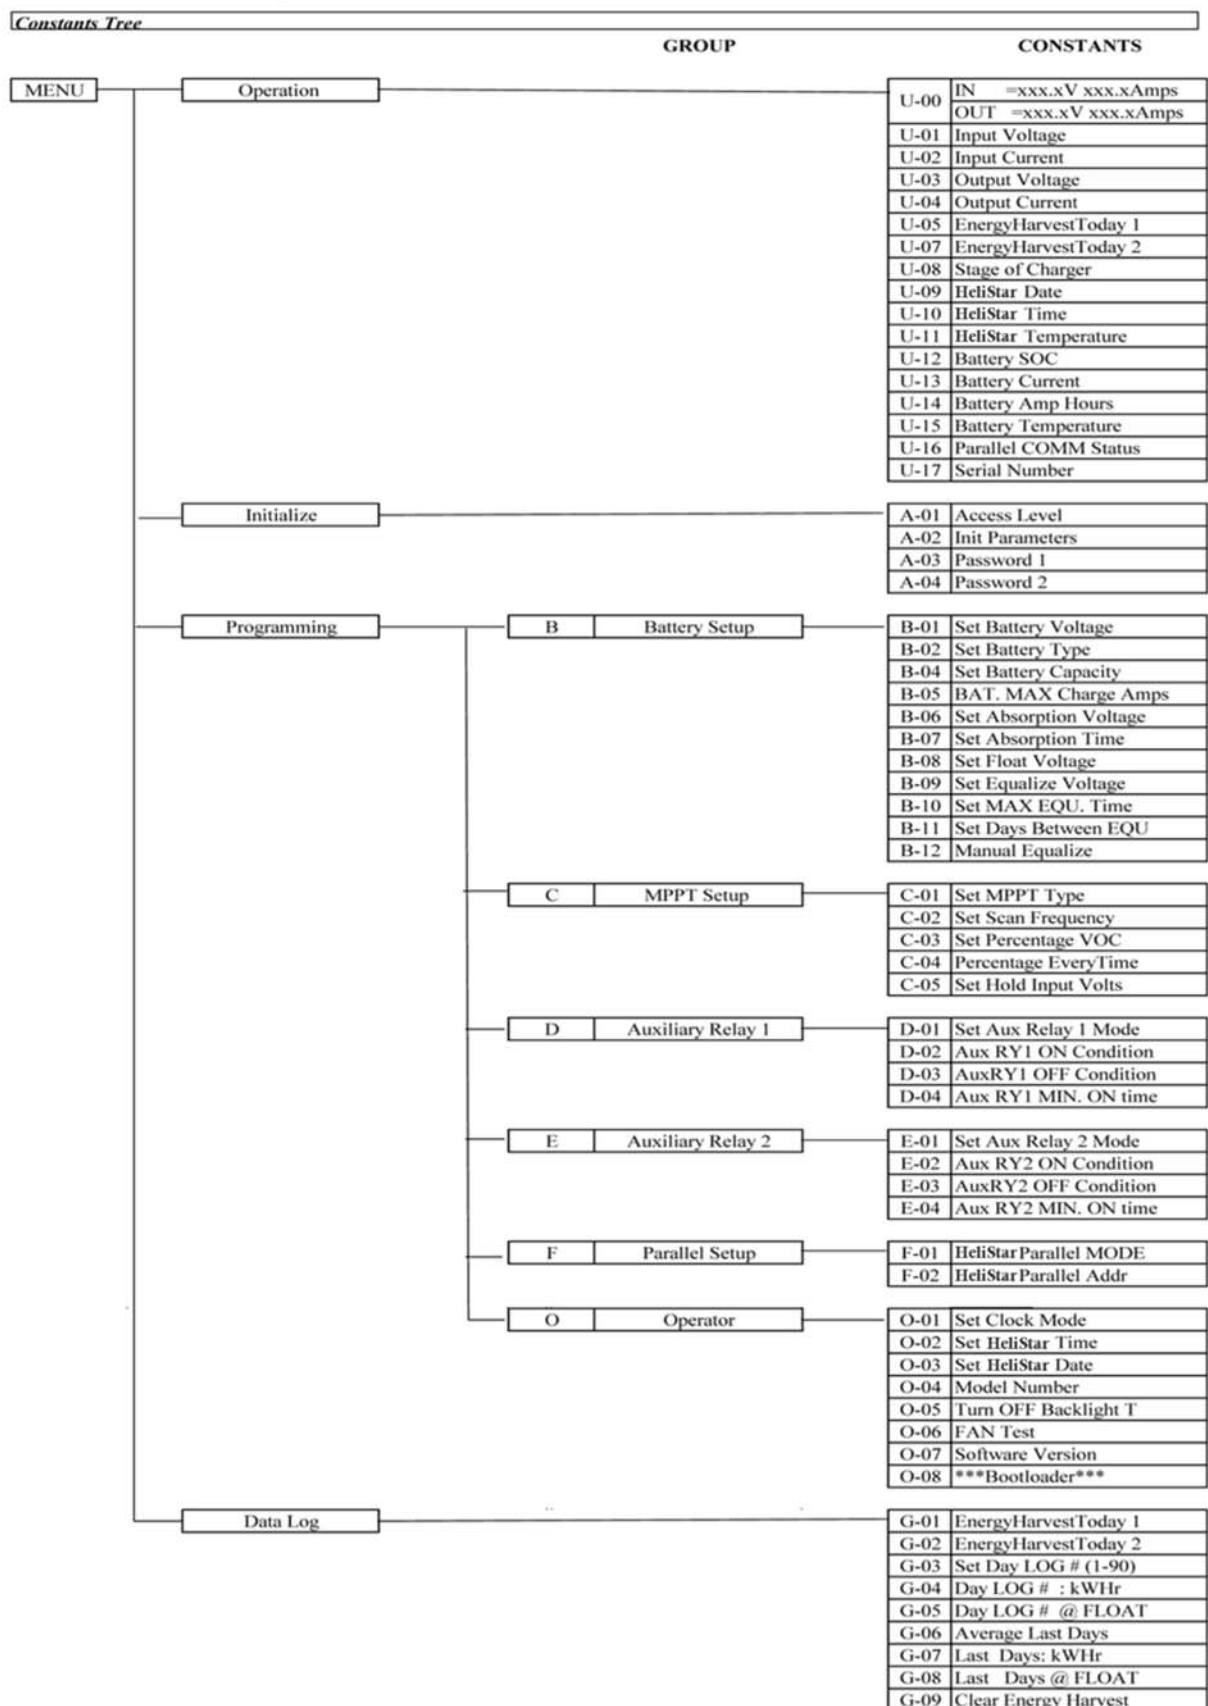 Constants Tree
GROUP CONSTANTS
MENU Operation U-00 IN =xxx.xV xxx.xAmps
OUT =xxx.xV xxx.xAmps
U-01 Input Voltage
U-02 Input Current
U-03 Output Voltage
U-04 Output Current
U-05 EnergyHarvestToday 1
U-07 EnergyHarvestToday 2
U-08 Stage of Charger
U-09 HeliStar Date
U-10 HeliStar Time
U-11 HeliStar Temperature
U-12 Battery SOC
U-13 Battery Current
U-14 Battery Amp Hours
U-15 Battery Temperature
U-16 Parallel COMM Status
U-17 Serial Number
Initialize A-01 Access Level
A-02 Init Parameters
A-03 Password 1
A-04 Password 2
Programming B Battery Setup B-01 Set Battery Voltage
B-02 Set Battery Type
B-04 Set Battery Capacity
B-05 BAT. MAX Charge Amps
B-06 Set Absorption Voltage
B-07 Set Absorption Time
B-08 Set Float Voltage
B-09 Set Equalize Voltage
B-10 Set MAX EQU. Time
B-11 Set Days Between EQU
B-12 Manual Equalize
C MPPT Setup C-01 Set MPPT Type
C-02 Set Scan Frequency
C-03 Set Percentage VOC
C-04 Percentage EveryTime
C-05 Set Hold Input Volts
D Auxiliary Relay 1 D-01 Set Aux Relay 1 Mode
D-02 Aux RY1 ON Condition
D-03 AuxRY1 OFF Condition
D-04 Aux RY1 MIN. ON time
E Auxiliary Relay 2 E-01 Set Aux Relay 2 Mode
E-02 Aux RY2 ON Condition
E-03 AuxRY2 OFF Condition
E-04 Aux RY2 MIN. ON time
F Parallel Setup F-01 HeliStar Parallel MODE
F-02 HeliStar Parallel Addr
O Operator O-01 Set Clock Mode
O-02 Set HeliStar Time
O-03 Set HeliStar Date
O-04 Model Number
O-05 Turn OFF Backlight T
O-06 FAN Test
O-07 Software Version
O-08 ***Bootloader***
Data Log G-01 EnergyHarvestToday 1
G-02 EnergyHarvestToday 2
G-03 Set Day LOG # (1-90)
G-04 Day LOG # : kWHr
G-05 Day LOG # @ FLOAT
G-06 Average Last Days
G-07 Last Days: kWHr
G-08 Last Days @ FLOAT
G-09 Clear Energy Harvest